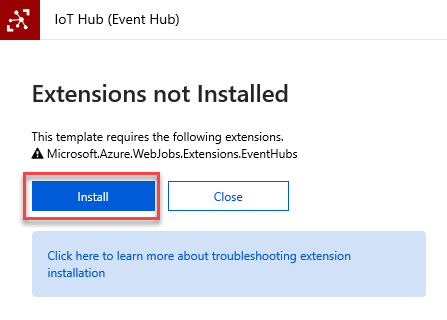 IoT Hub (Event Hub)
Extensions not Installed
This template requires the following extensions.
Microsoft.Azure.WebJobs.Extensions.EventHubs
Install
Close
Click here to learn more about troubleshooting extension
installation